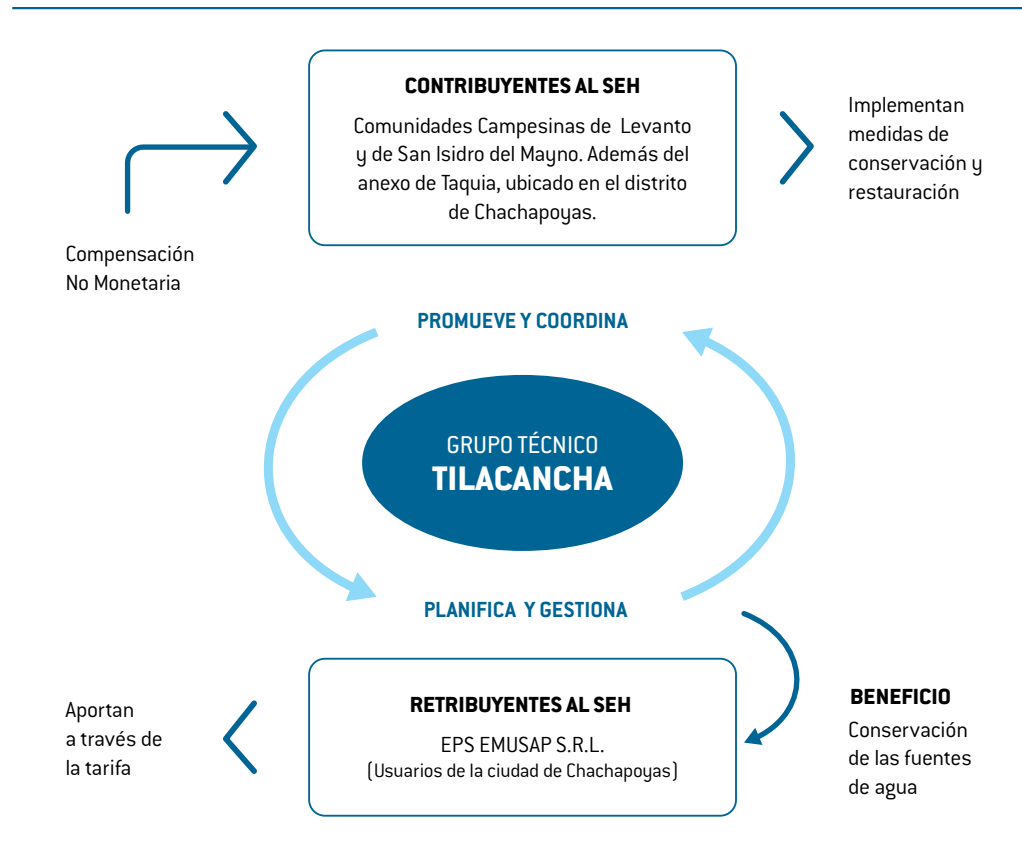 CONTRIBUYENTES AL SEH
Comunidades Campesinas de Levanto
y de San Isidro del Mayno. Además del
anexo de Taquia, ubicado en el distrito
de Chachapoyas.
Implementan
medidas de
conservación y
restauración
Compensación
No Monetaria
PROMUEVE Y COORDINA
GRUPO TÉCNICO
TILACANCHA
PLANIFICA Y GESTIONA
RETRIBUYENTES AL SEH
EPS EMUSAP S.R.L.
(Usuarios de la ciudad de Chachapoyas)
Aportan
a través de
la tarifa
BENEFICIO
Conservación
de las fuentes
de agua